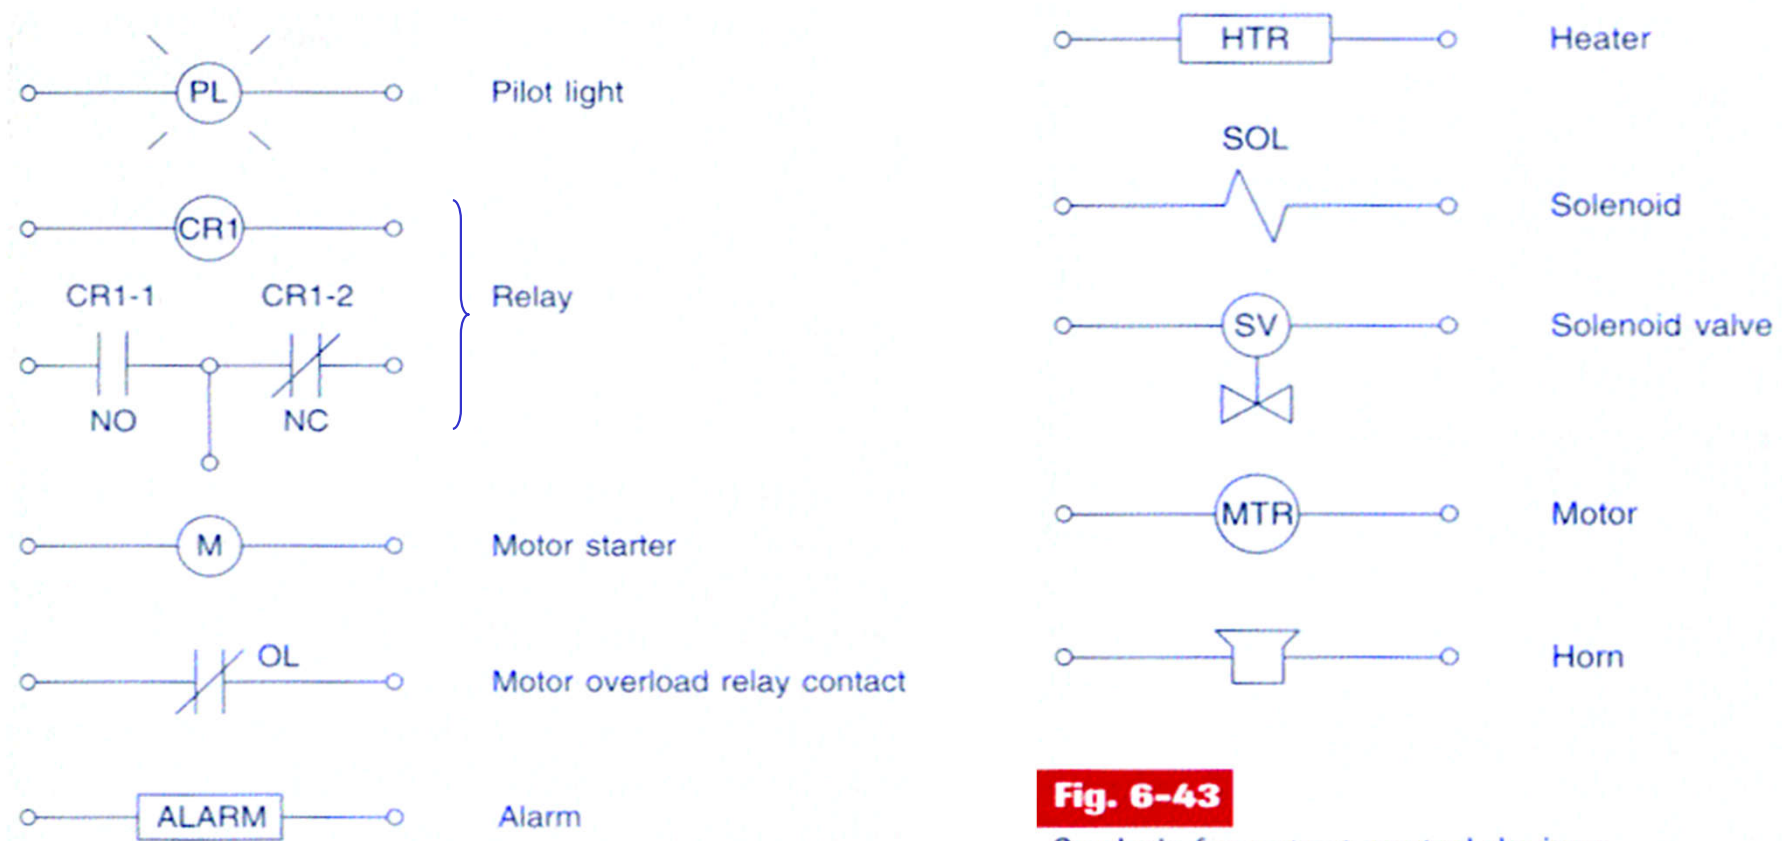 PL
Pilot light
CR1
CR1-1
CR1-2
Relay
NO
NC
M
Motor starter
OL
Motor overload relay contact
ALARM
Alarm
HTR
Heater
SOL
Solenoid
SV
Solenoid valve
MTR
Motor
Horn
Fig. 6-43